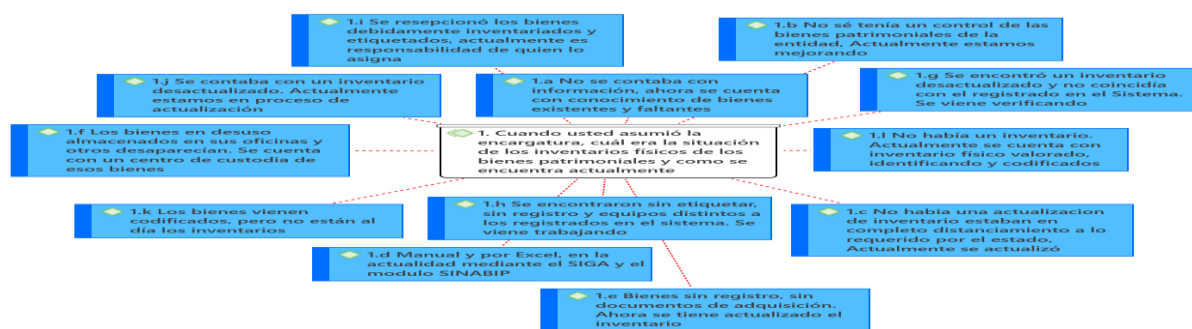 1.i Se resepcionó los bienes
debidamente inventariados y
etiquetados, actualmente es
responsabilidad de quien lo
asigna
1.b No sé tenía un control de las
bienes patrimoniales de la
entidad, Actualmente estamos
mejorando
1.j Se contaba con un inventario
desactualizado. Actualmente
estamos en proceso de
actualización
1.a No se contaba con
información, ahora se cuenta
con conocimiento de bienes
existentes y faltantes
1.g Se encontró un inventario
desactualizado y no coincidía
con el registrado en el Sistema.
Se viene verificando
1.f Los bienes en desuso
almacenados en sus oficinas y
otros desaparecían. Se cuenta
con un centro de custodia de
esos bienes
1. Cuando usted asumió la
encargatura, cuál era la situación
de los inventarios físicos de los
bienes patrimoniales y como se
encuentra actualmente
1.l No había un inventario.
Actualmente se cuenta con
inventario físico valorado,
identificando y codificados
1.k Los bienes vienen
codificados, pero no están al
día los inventarios
1.h Se encontraron sin etiquetar,
sin registro y equipos distintos a
los registrados en el sistema. Se
viene trabajando
1.c No habia una actualizacion
de inventario estaban en
completo distanciamiento a lo
requerido por el estado,
Actualmente se actualizó
1.d Manual y por Excel, en la
actualidad mediante el SIGA y el
modulo SINABIP
1.e Bienes sin registro, sin
documentos de adquisición.
Ahora se tiene actualizado el
inventario